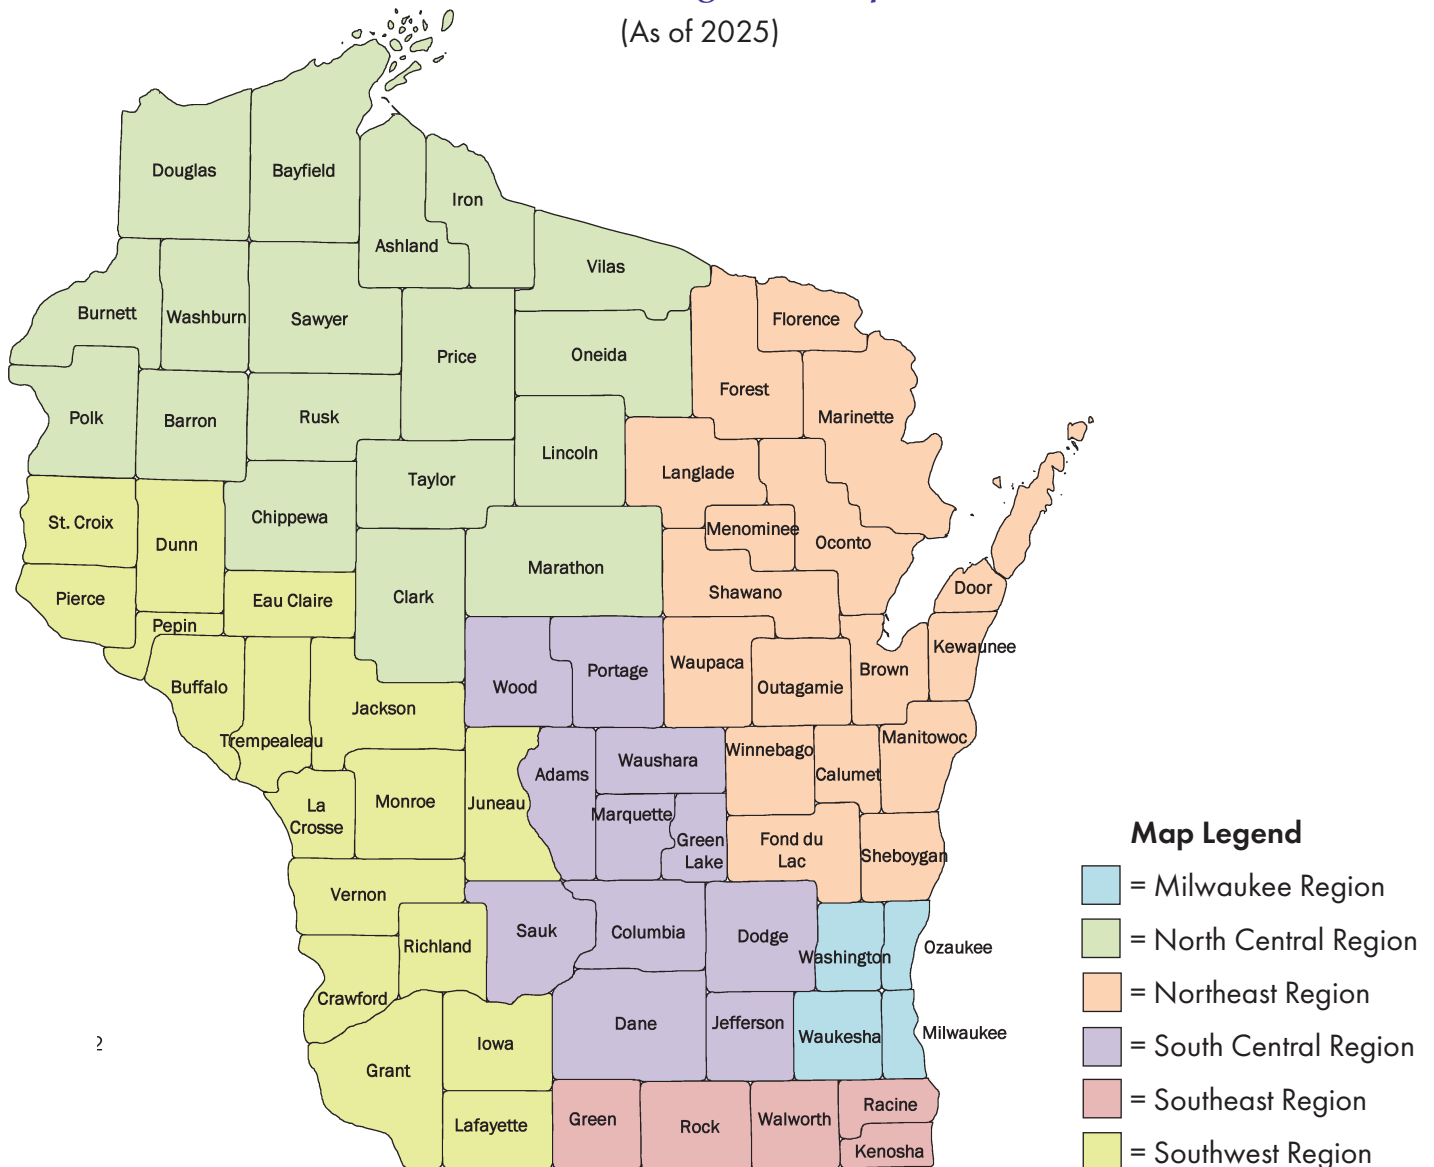 (As of 2025)
Douglas
Bayfield
Iron
Ashland
Vilas
Burnett
Washburn
Sawyer
Price
Oneida
Florence
Forest
Marinette
Polk
Barron
Rusk
Lincoln
Taylor
Langlade
St. Croix
Dunn
Chippewa
Menominee
Oconto
Marathon
Pierce
Eau Claire
Clark
Shawano
Door
Pepin
Kewaunee
Waupaca
Brown
Wood
Portage
Buffalo
Outagamie
Jackson
Trempealeau
Winnebago
Manitowoc
Waushara
Adams
Calumet
La
Crosse
Monroe
Juneau
Marquette
Green
Lake
Fond du
Lac
Sheboygan
Vernon
Richland
Sauk
Columbia
Dodge
Washington
Ozaukee
Crawford
Dane
Jefferson
Waukesha
Milwaukee
Iowa
Grant
Lafayette
Green
Rock
Walworth
Racine
Kenosha
2
Map Legend
= Milwaukee Region
= North Central Region
= Northeast Region
= South Central Region
= Southeast Region
= Southwest Region